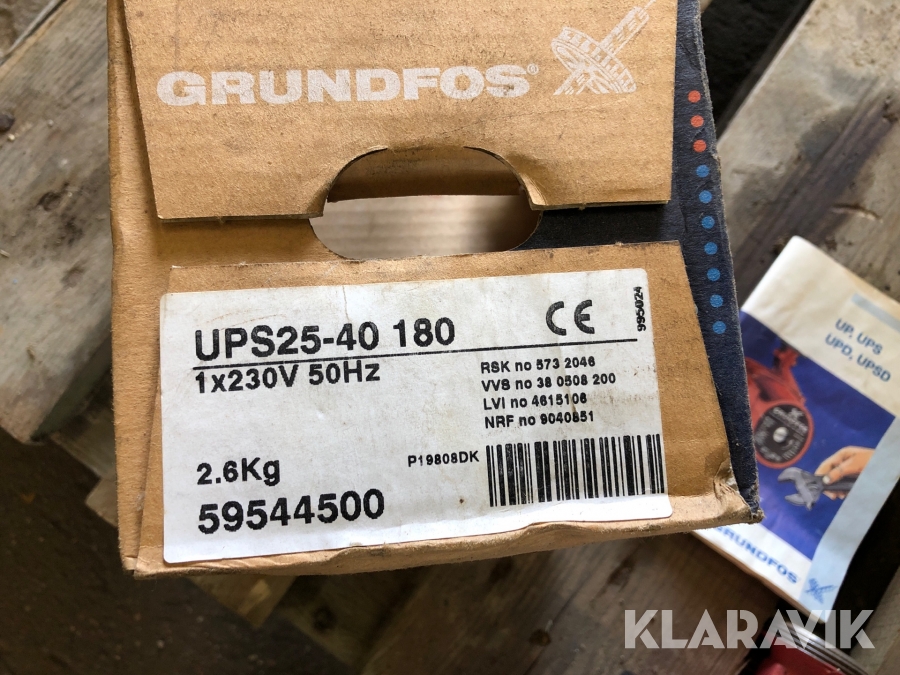 GRUNDFOS®
UPS25-40 180
CE
995024
1x230V 50Hz
RSK no 573 2046
VVS no 38 0508 200
LVI no 4615106
NRF no 9040851
2.6Kg
P19808DK
59544500
UP, UPS
UPD, UPSD
GRUNDFOS
KLARAVIK